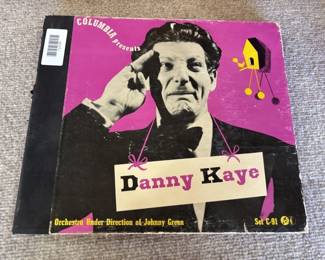 COLUMBIA presents
Danny Kaye
Orchestra Under Direction of Johnny Green
Set C-91